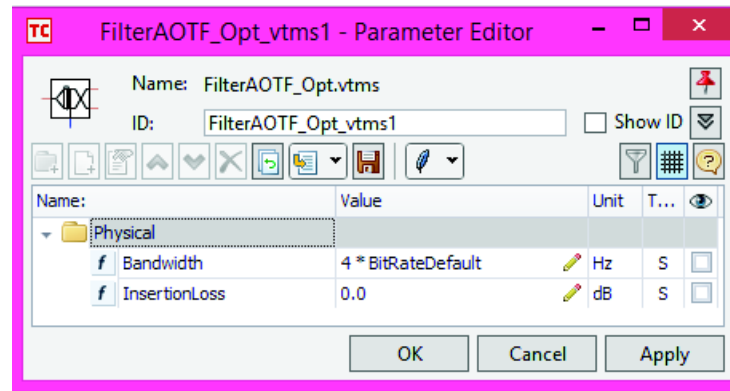 TC FilterAOTF_Opt_vtms1 - Parameter Editor
Name: FilterAOTF_Opt.vtms
ID: FilterAOTF_Opt_vtms1 Show ID
Name: Value Unit T...
Physical
f Bandwidth 4 * BitRateDefault Hz S
f InsertionLoss 0.0 dB S
OK Cancel Apply